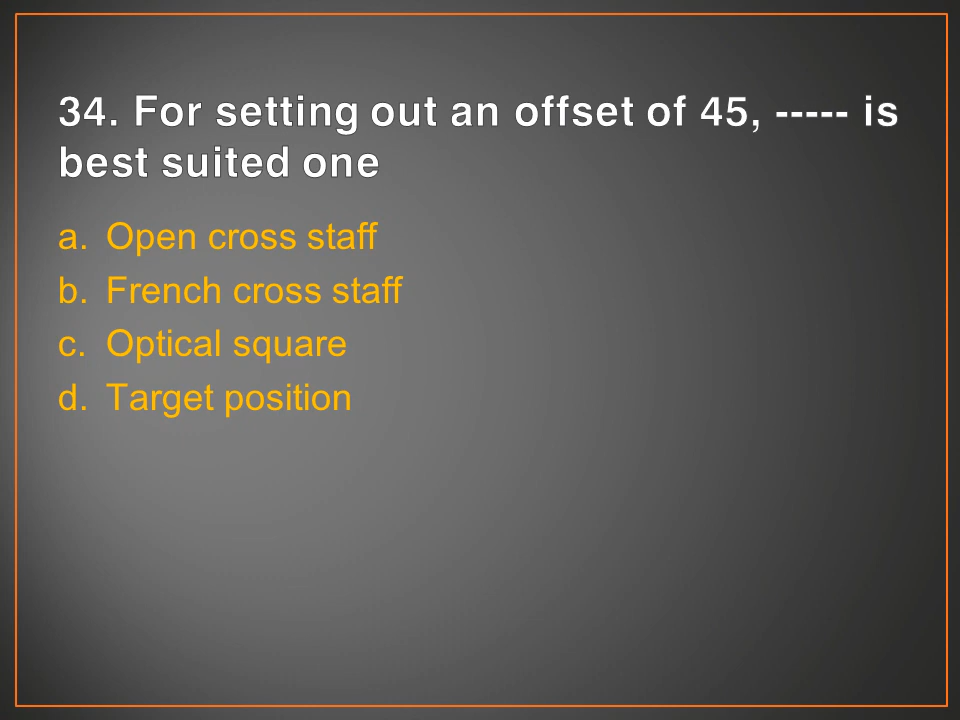 34. For setting out an offset of 45, ----- is
best suited one
a. Open cross staff
b. French cross staff
c. Optical square
d. Target position